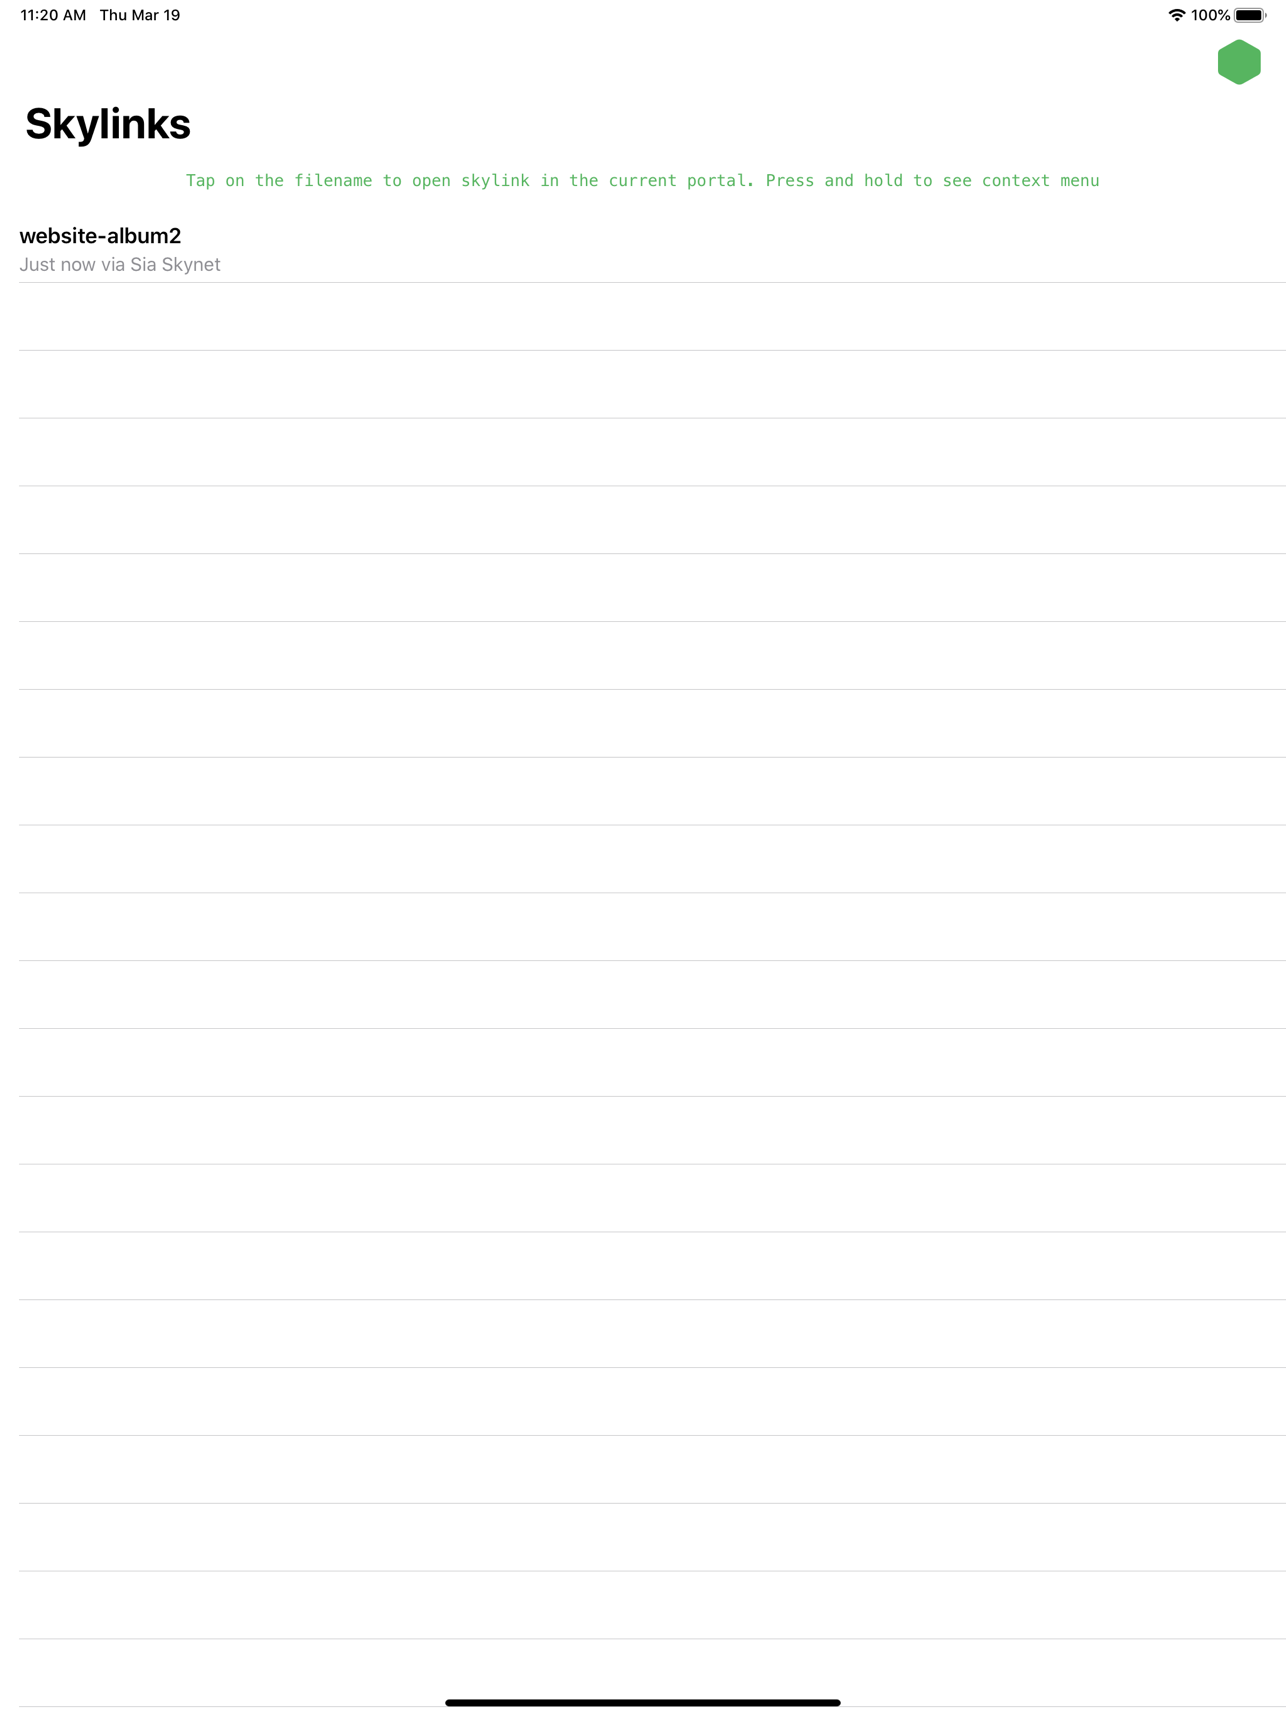 11:20 AM Thu Mar 19 100%
Skylinks
Tap on the filename to open skylink in the current portal. Press and hold to see context menu
website-album2
Just now via Sia Skynet